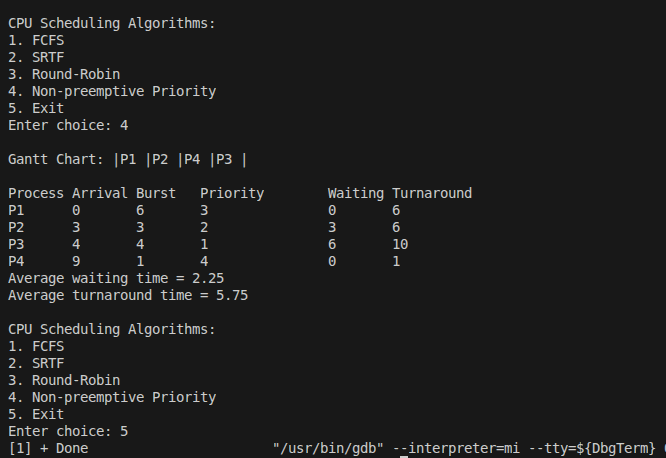 CPU Scheduling Algorithms:
1. FCFS
2. SRTF
3. Round-Robin
4. Non-preemptive Priority
5. Exit
Enter choice: 4
Gantt Chart: |P1 |P2 |P4 |P3 |
Process Arrival Burst Priority Waiting Turnaround
P1 0 6 3 0 6
P2 3 3 2 3 6
P3 4 4 1 6 10
P4 9 1 4 0 1
Average waiting time = 2.25
Average turnaround time = 5.75
CPU Scheduling Algorithms:
1. FCFS
2. SRTF
3. Round-Robin
4. Non-preemptive Priority
5. Exit
Enter choice: 5
[1] + Done "/usr/bin/gdb" --interpreter=mi --tty=${DbgTerm}